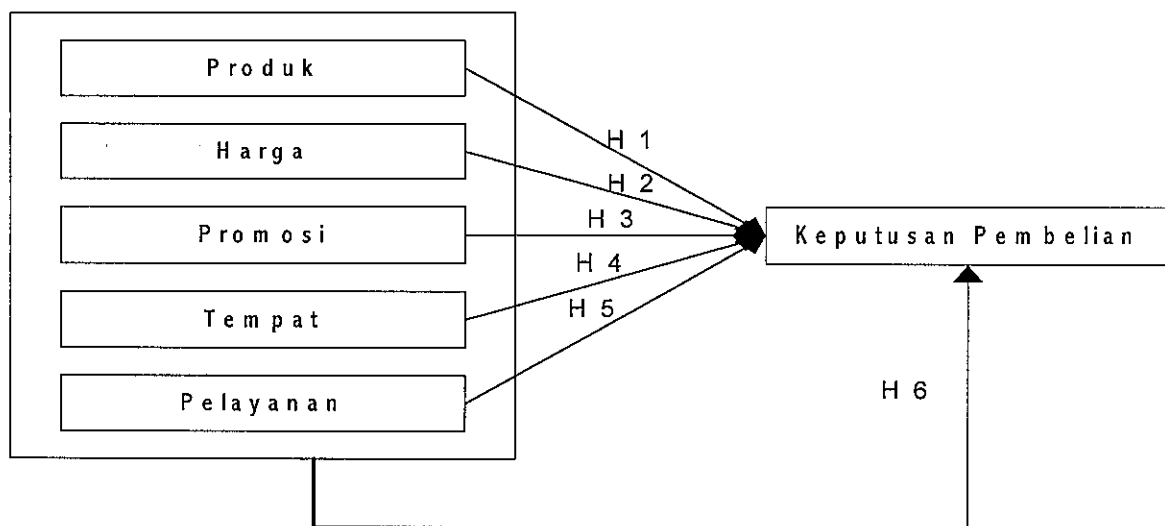 Produk
H 1
Harga
H 2
Promosi
H 3
Keputusan Pembelian
H 4
Tempat
H 5
Pelayanan
H 6